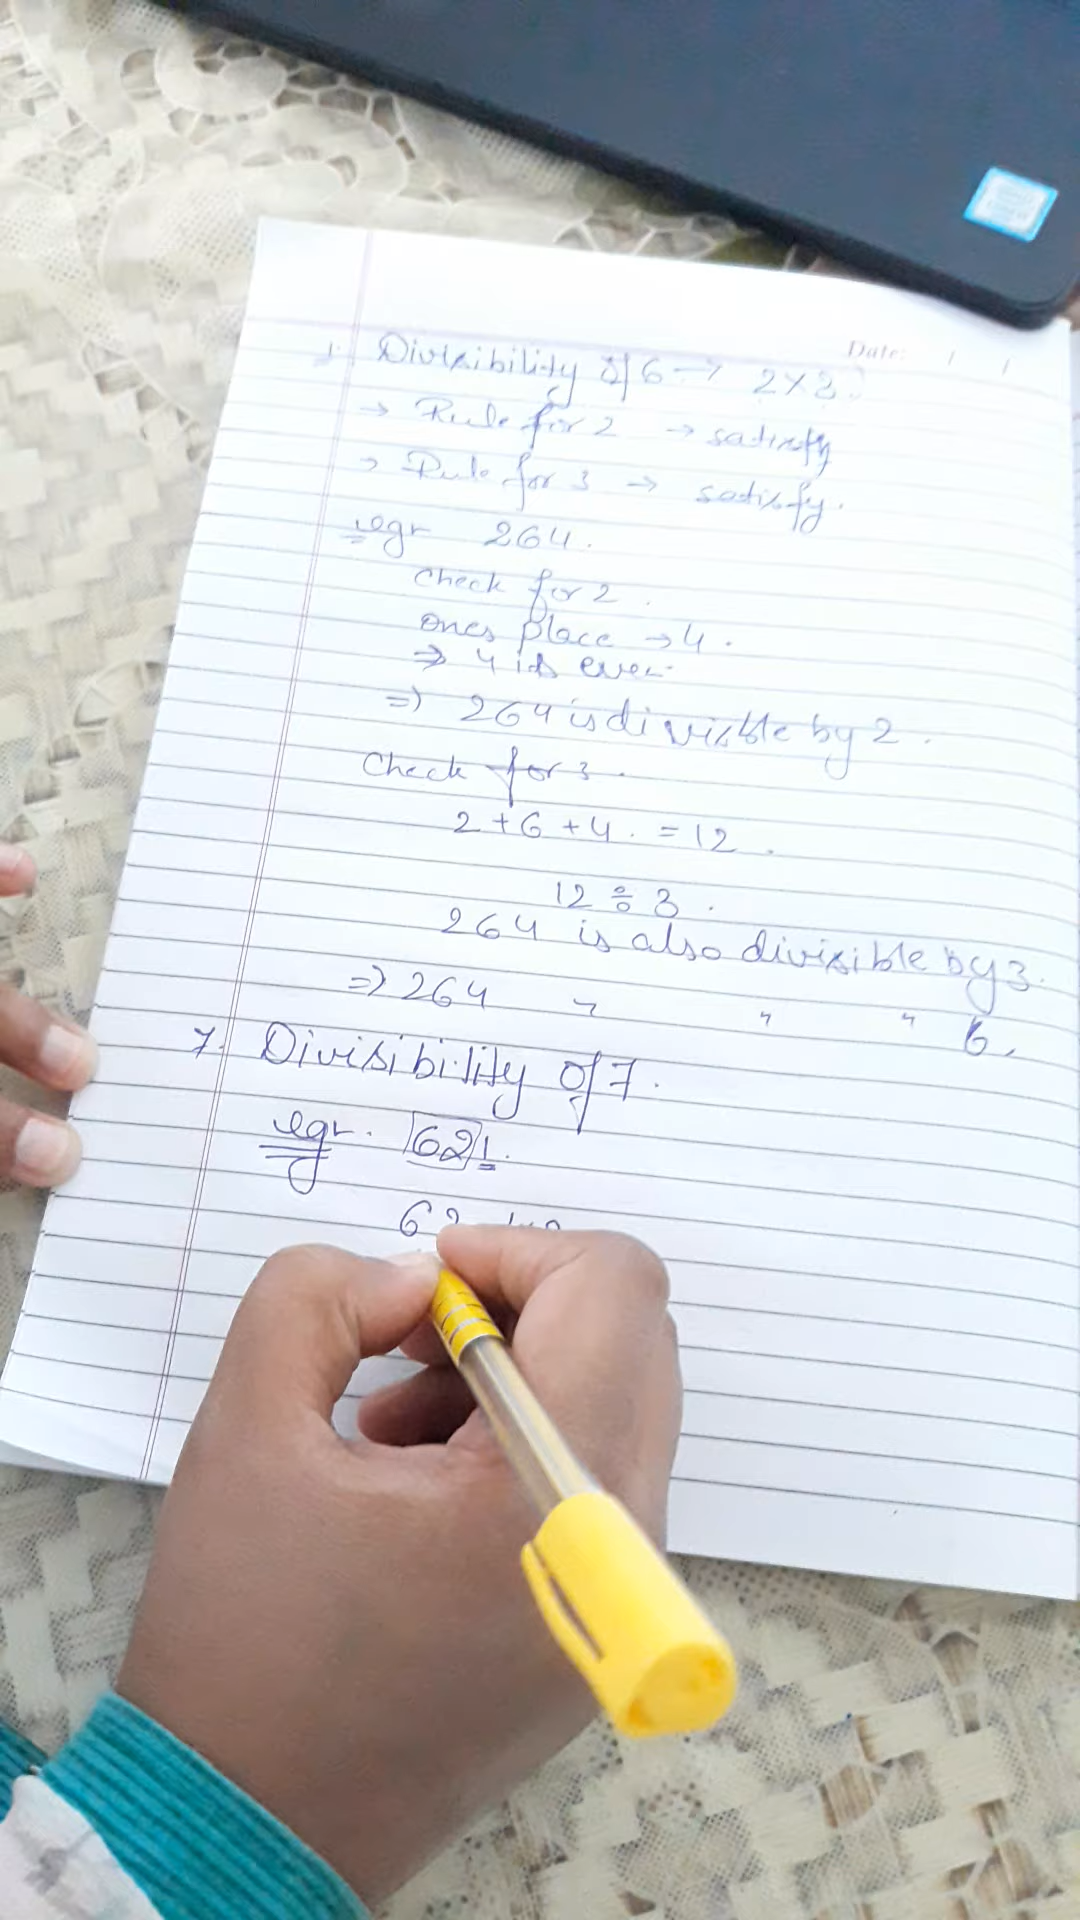 Date: / /
Divisibility of 6 → 2×3.
→ Rule for 2 → satisfy
→ Rule for 3 → satisfy.
egr 264.
Check for 2.
Ones place → 4.
⇒ 4 is even.
⇒ 264 is divisible by 2.
Check for 3.
2+6+4. = 12.
12 ÷ 3.
264 is also divisible by 3.
⇒ 264 " " " 6.
7. Divisibility of 7.
egr. 621.
62